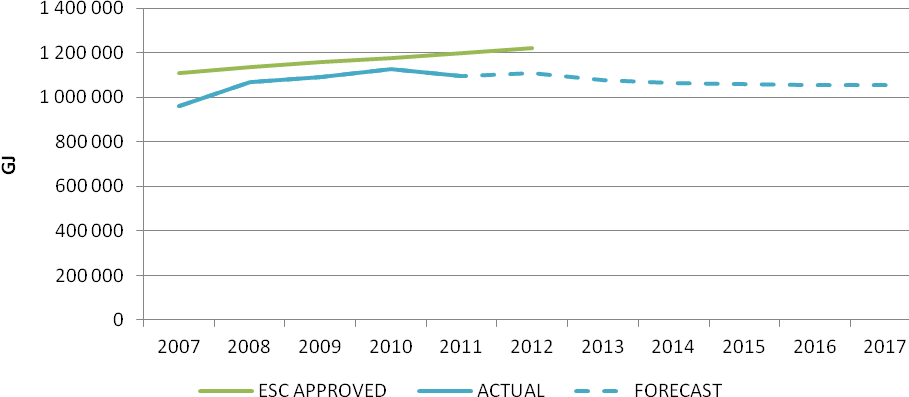 1 400 000
1 200 000
1 000 000
800 000
600 000
400 000
200 000
0
GJ
2007 2008 2009 2010 2011 2012 2013 2014 2015 2016 2017
ESC APPROVED ACTUAL FORECAST